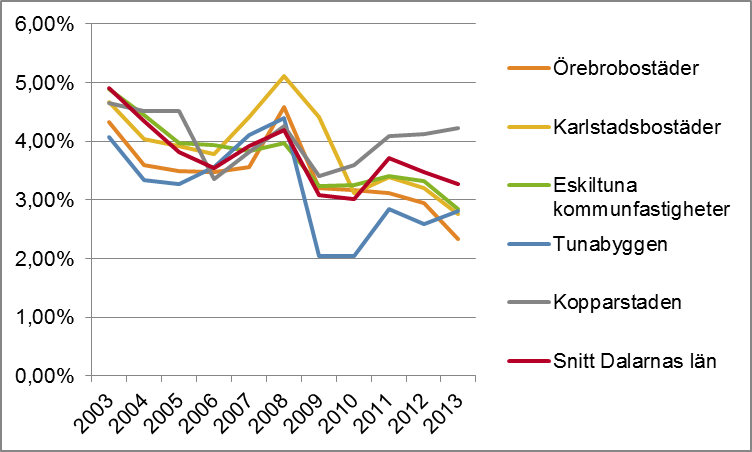 6,00%
5,00%
4,00%
3,00%
2,00%
1,00%
0,00%
2003
2004
2005
2006
2007
2008
2009
2010
2011
2012
2013
Örebrobostäder
Karlstadsbostäder
Eskiltuna
kommunfastigheter
Tunabyggen
Kopparstaden
Snitt Dalarnas län